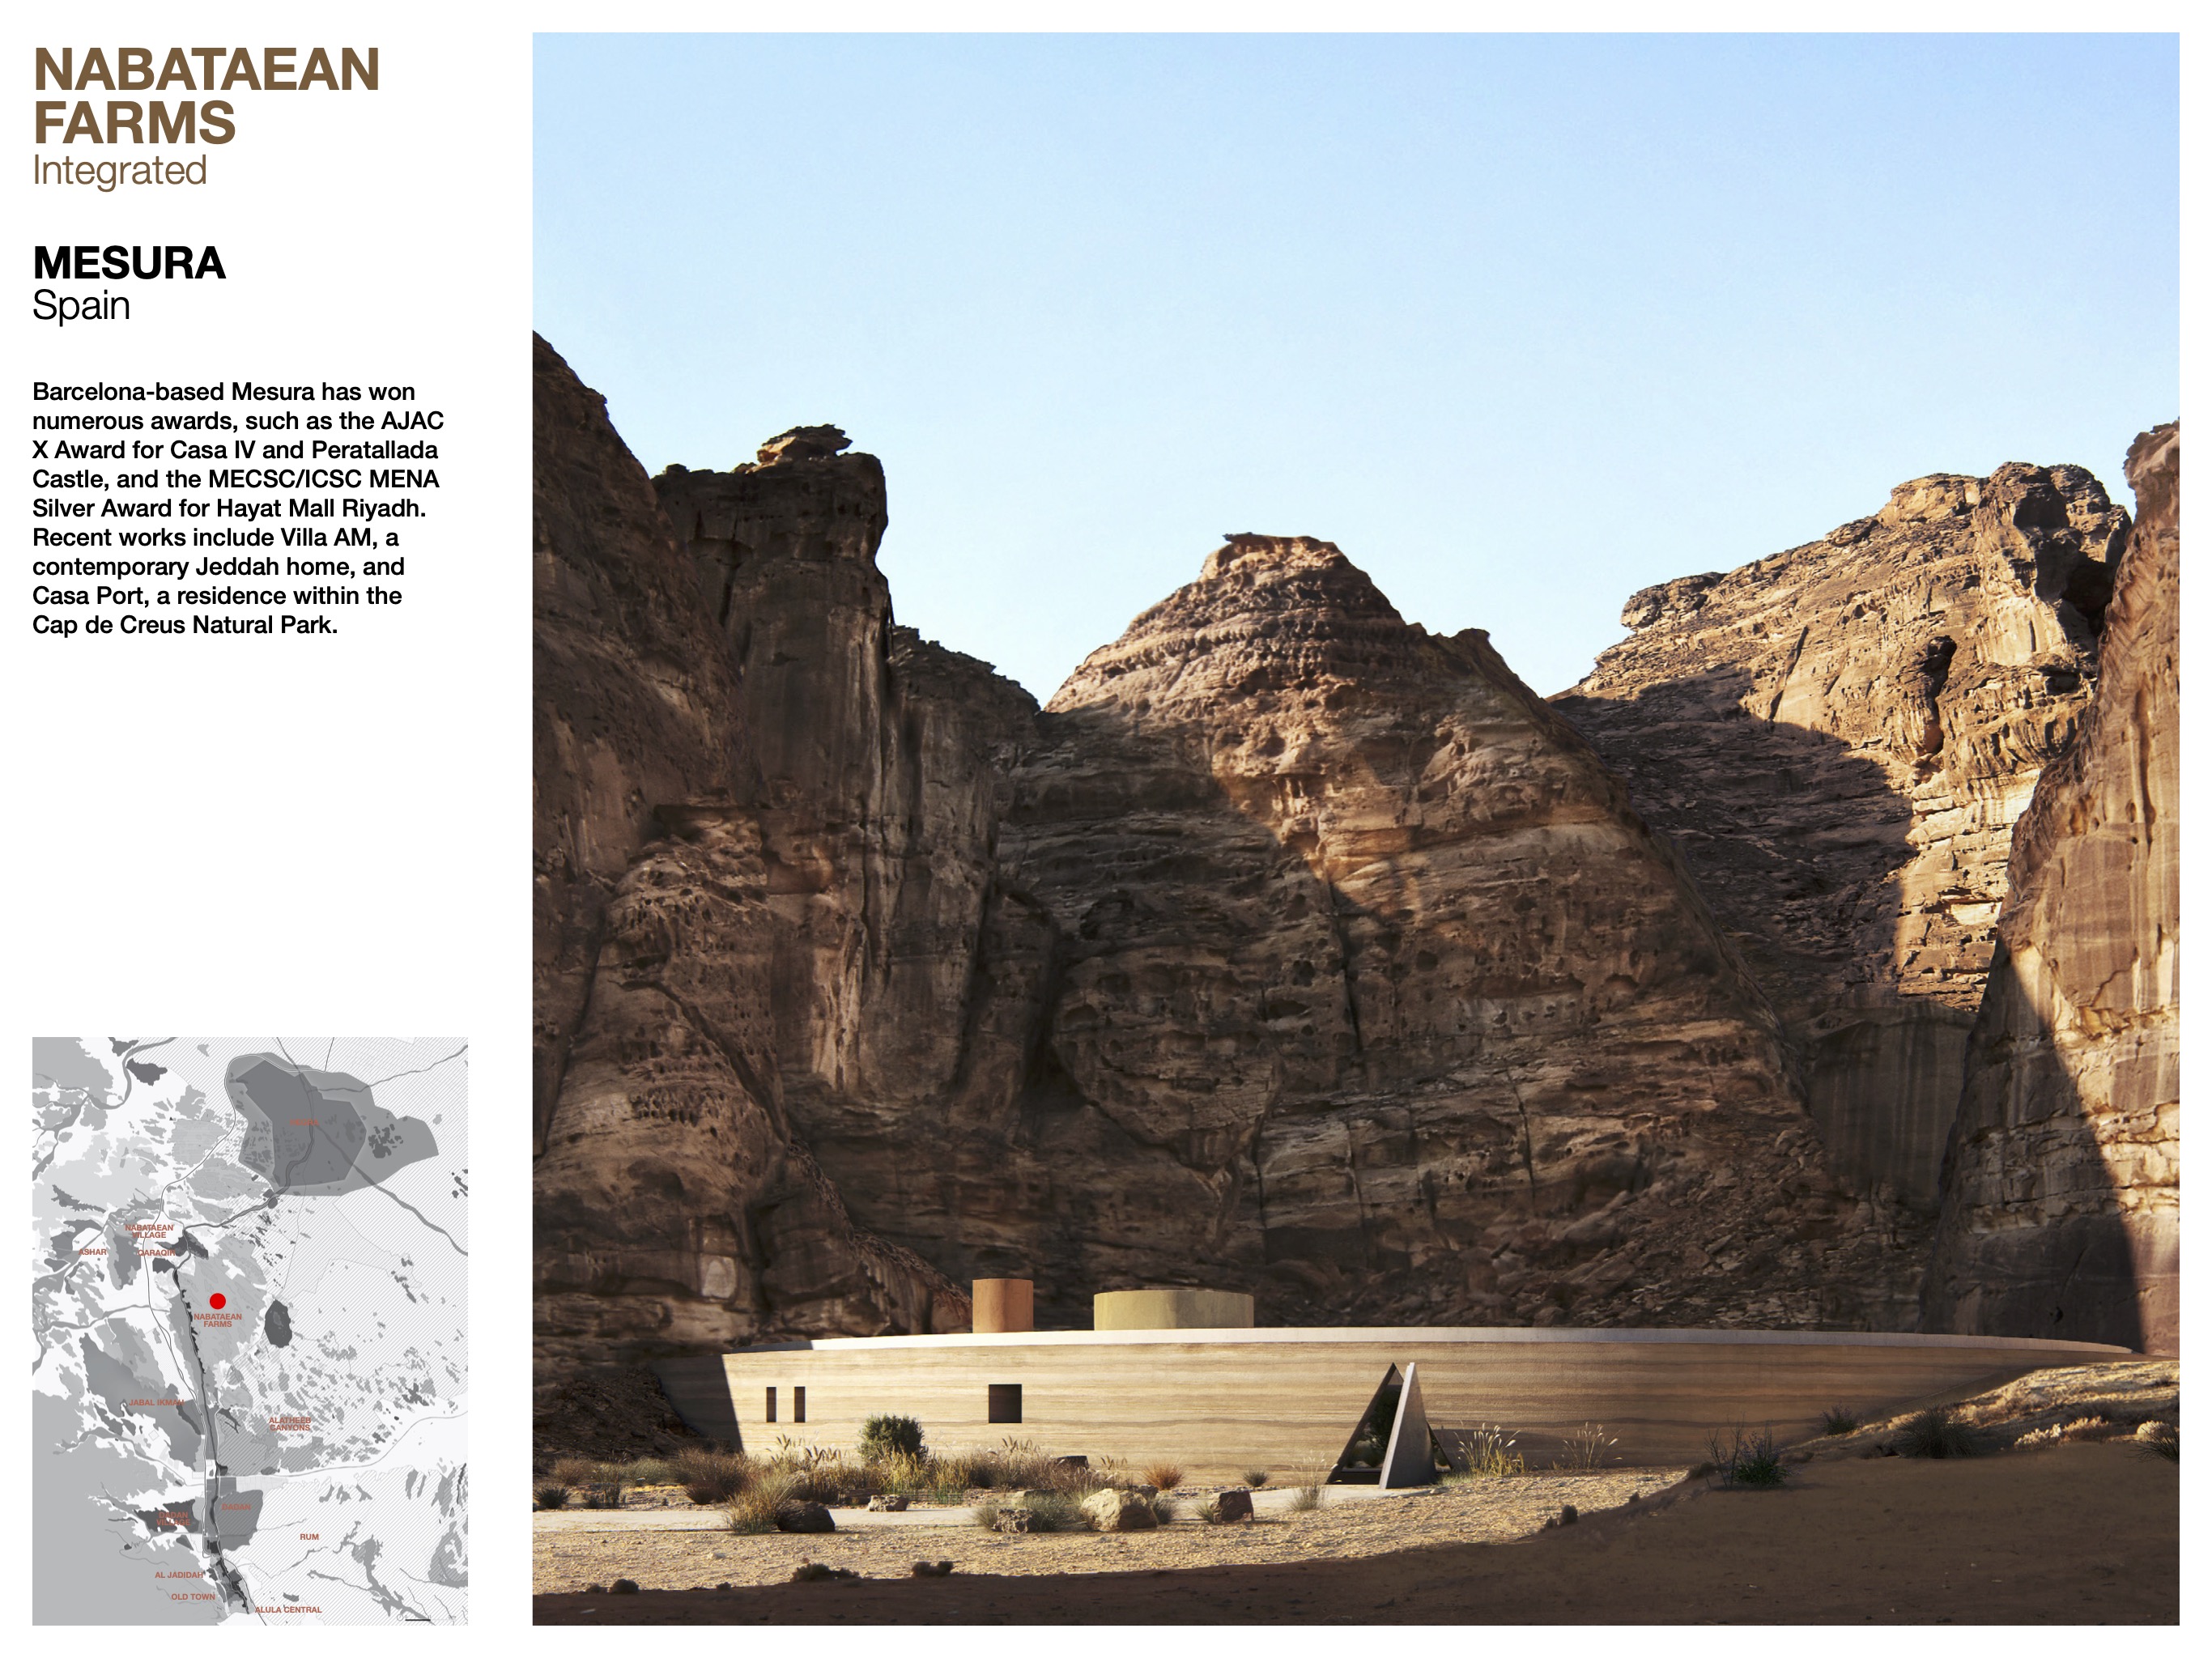 NABATAEAN
FARMS
Integrated
MESURA
Spain
Barcelona-based Mesura has won
numerous awards, such as the AJAC
X Award for Casa IV and Peratallada
Castle, and the MECSC/ICSC MENA
Silver Award for Hayat Mall Riyadh.
Recent works include Villa AM, a
contemporary Jeddah home, and
Casa Port, a residence within the
Cap de Creus Natural Park.
NABATAEAN
VILLAGE
ASHAR
QARAQIR
NABATAEAN
FARMS
JABAL IKMAH
ALATHEEB
CANYONS
DADAN
RUM
AL JADIDAH
OLD TOWN
ALULA CENTRAL